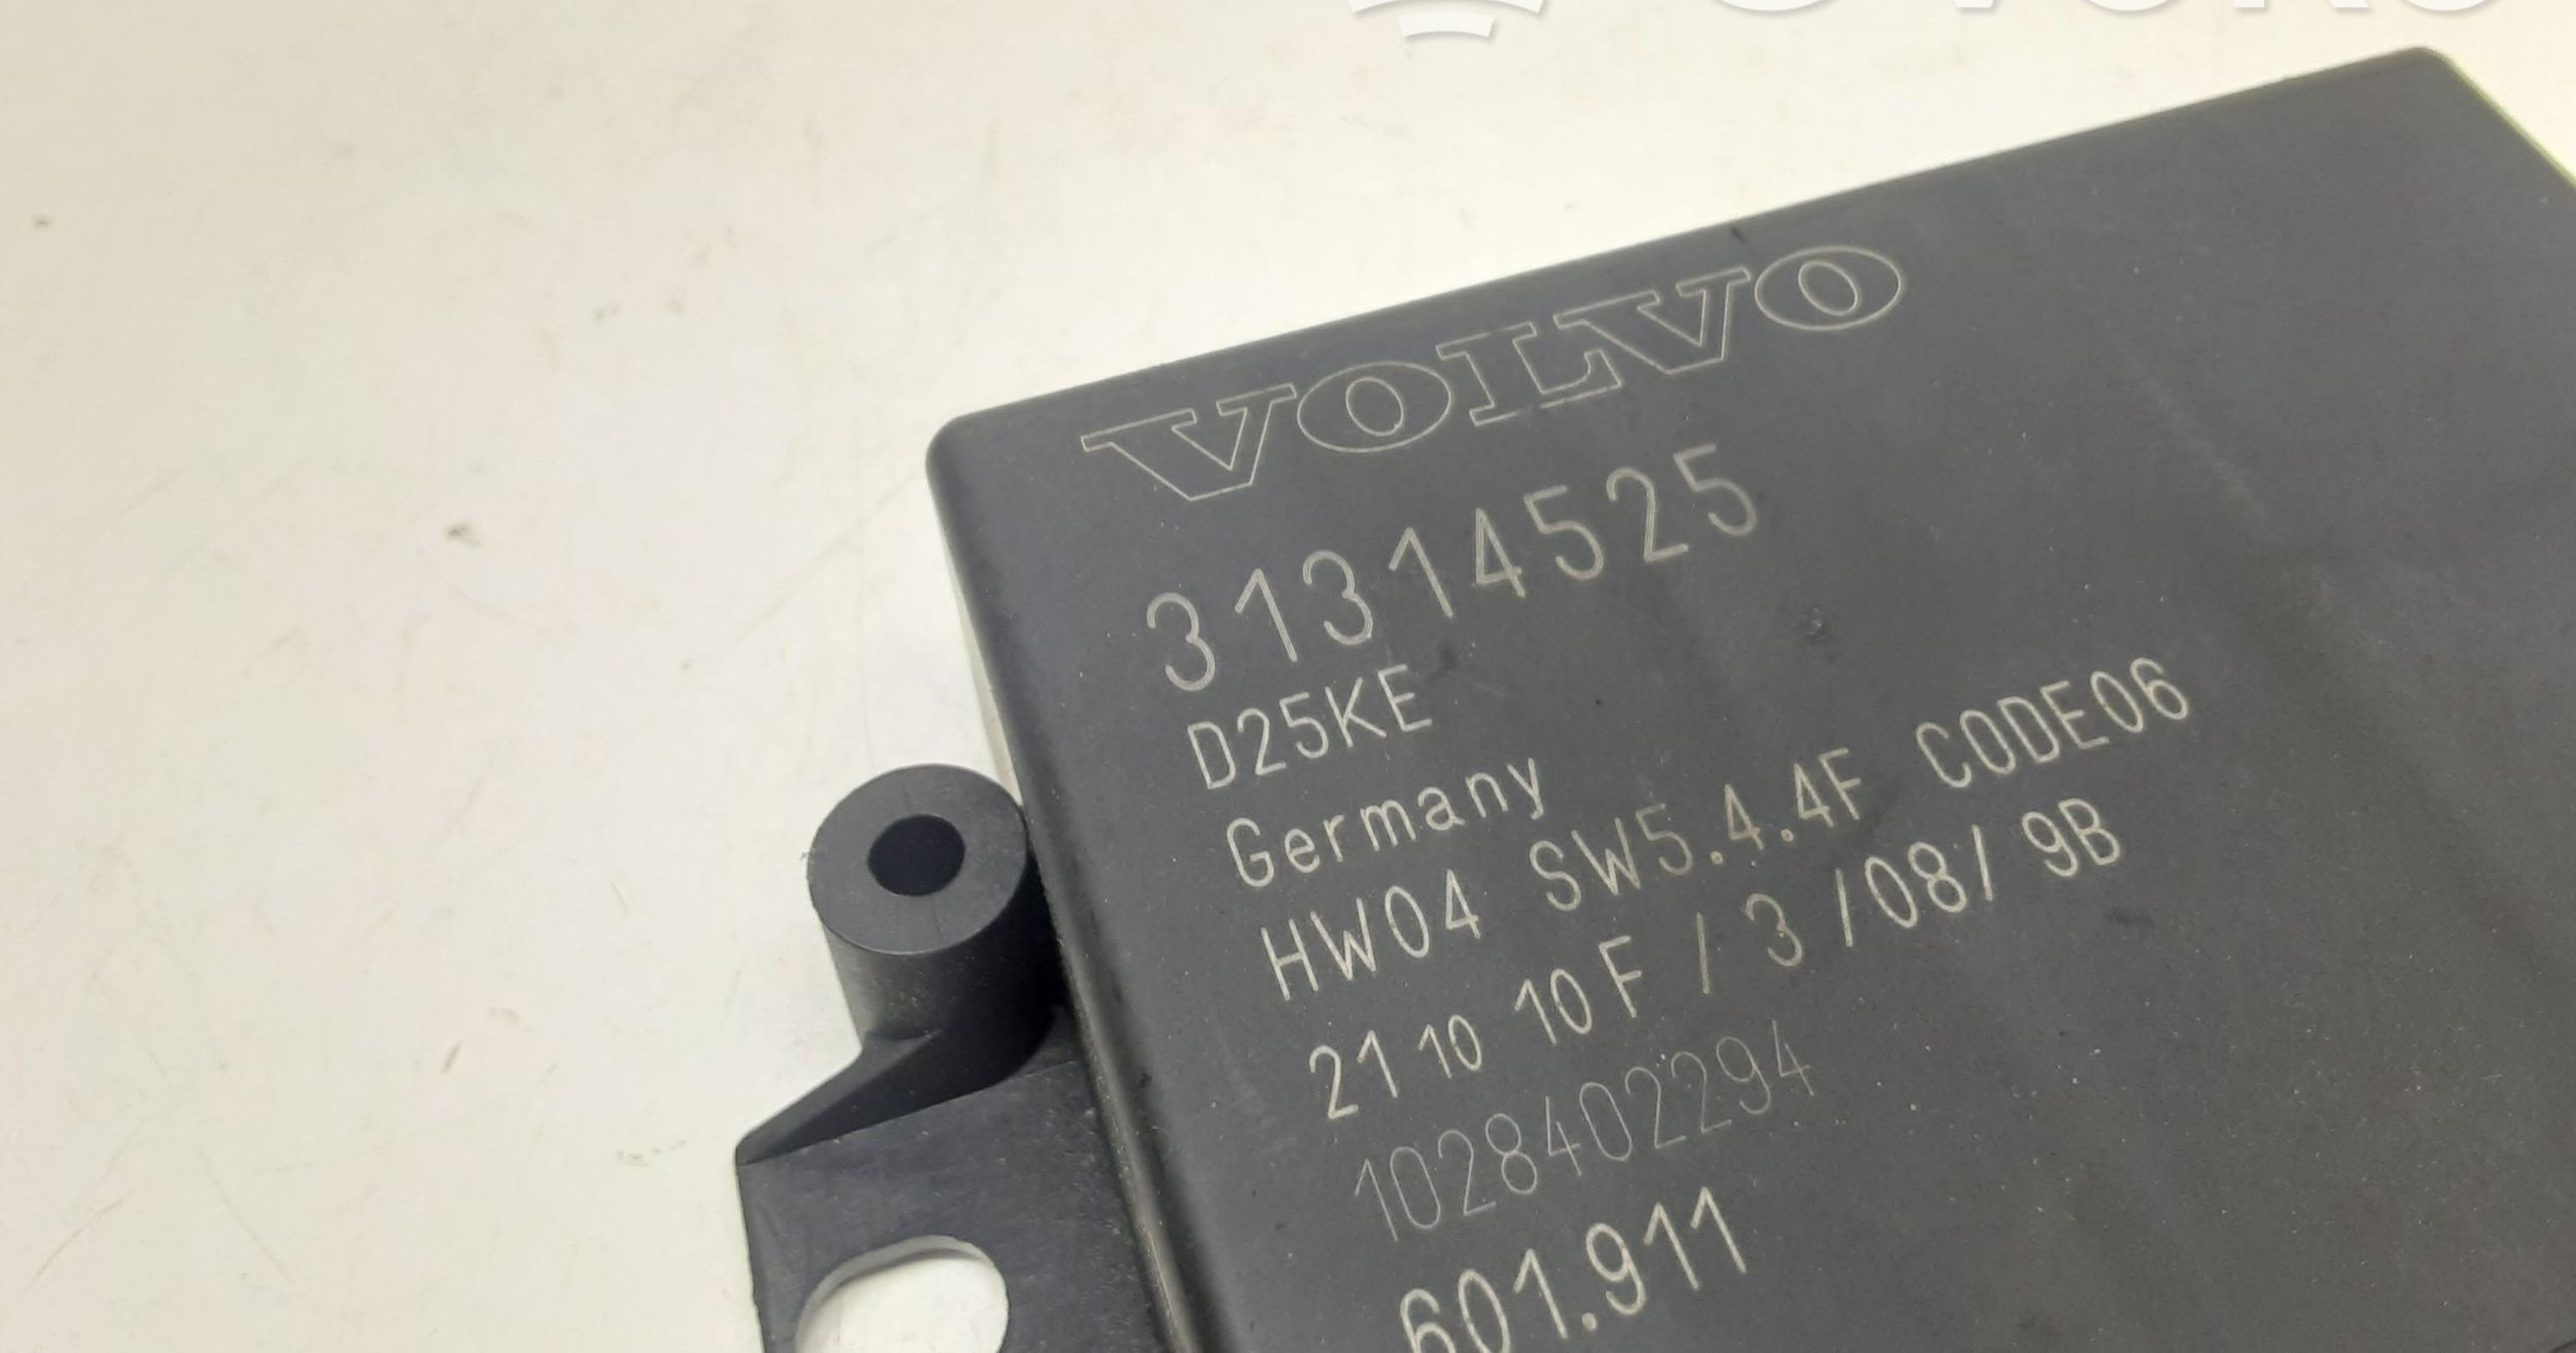 VOLVO
31314525
D25KE
Germany
HW04 SW5.4.4F CODE06
21 10 10 F / 3 /08/ 9B
1028402294
601.911